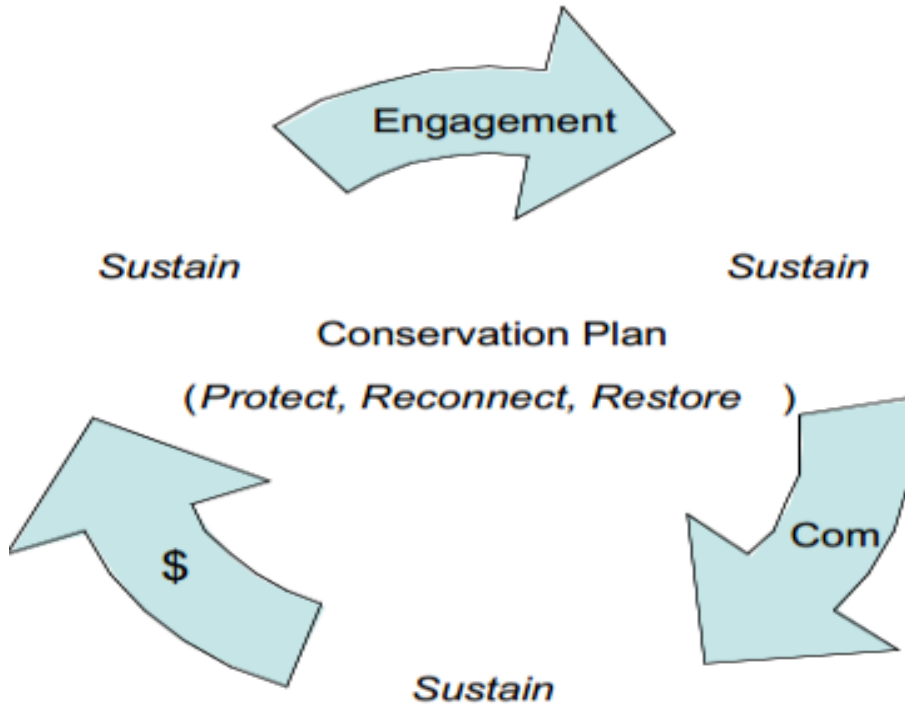 Engagement
Sustain Sustain
Conservation Plan
(Protect, Reconnect, Restore )
Com
$
Sustain